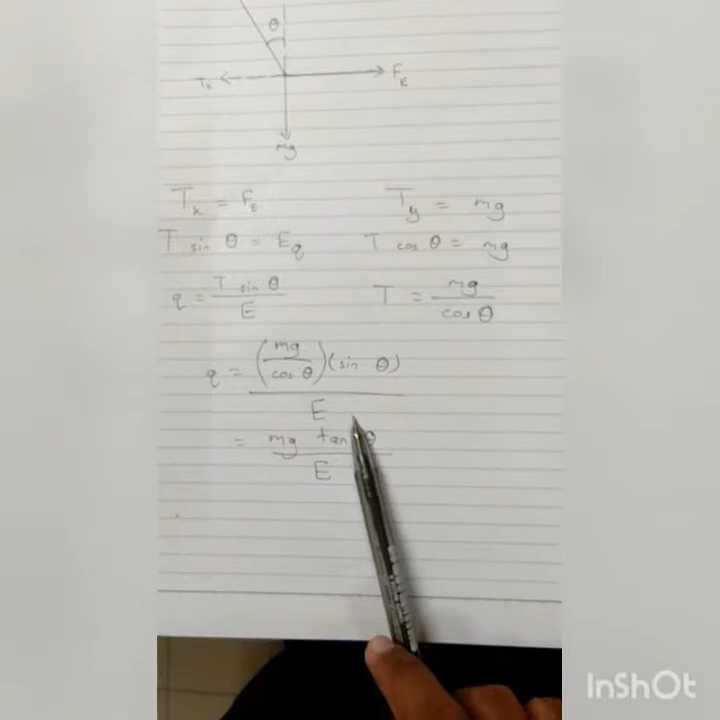 θ
Tx FE
mg
Tx = FE Ty = mg
T sin θ = Eq T cos θ = mg
q = T sin θ / E T = mg / cos θ
q = (mg / cos θ)(sin θ) / E
= mg tan θ / E
InShOt